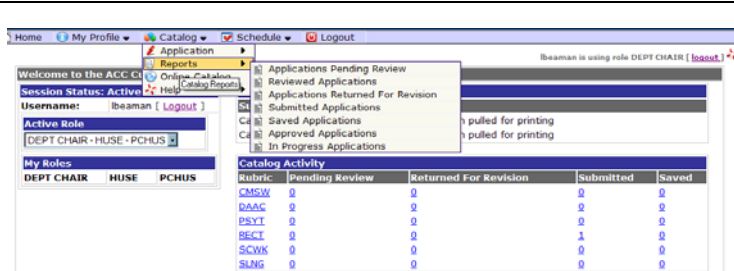 Home My Profile Catalog Schedule Logout
Application
Reports
Online Catalog
Catalog Reports
Help
Applications Pending Review
Reviewed Applications
Applications Returned For Revision
Submitted Applications
Saved Applications
Approved Applications
In Progress Applications
lbeaman is using role DEPT CHAIR [ logout ]
Welcome to the ACC
Session Status: Active
Username: lbeaman [ Logout ]
Active Role
DEPT CHAIR - HUSE - PCHUS
My Roles
DEPT CHAIR HUSE PCHUS
pulled for printing
pulled for printing
Catalog Activity
Rubric Pending Review Returned For Revision Submitted Saved
CMSW 0 0 0 0
DAAC 0 0 0 0
PSYT 0 0 0 0
RECT 0 0 1 0
SCWK 0 0 0 0
SLNG 0 0 0 0